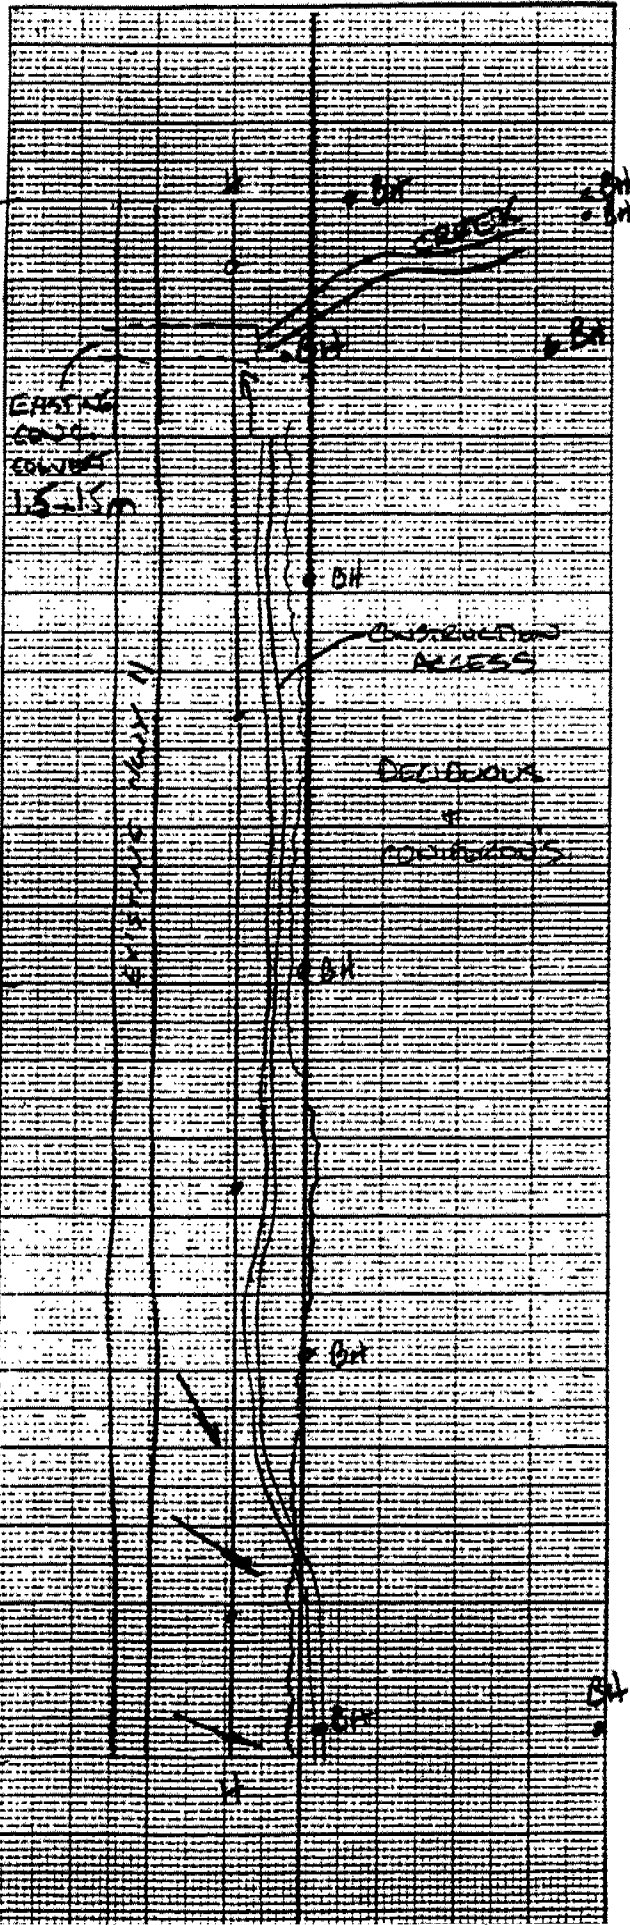 H
BH
BH
BH
CREEK
BH
BH
EXISTING
CONC.
CULVERT
1.5 x 1.5 m
BH
CONSTRUCTION
ACCESS
EXISTING HWY 11
DECIDUOUS
+
CONIFEROUS
BH
BH
BH
BH
H